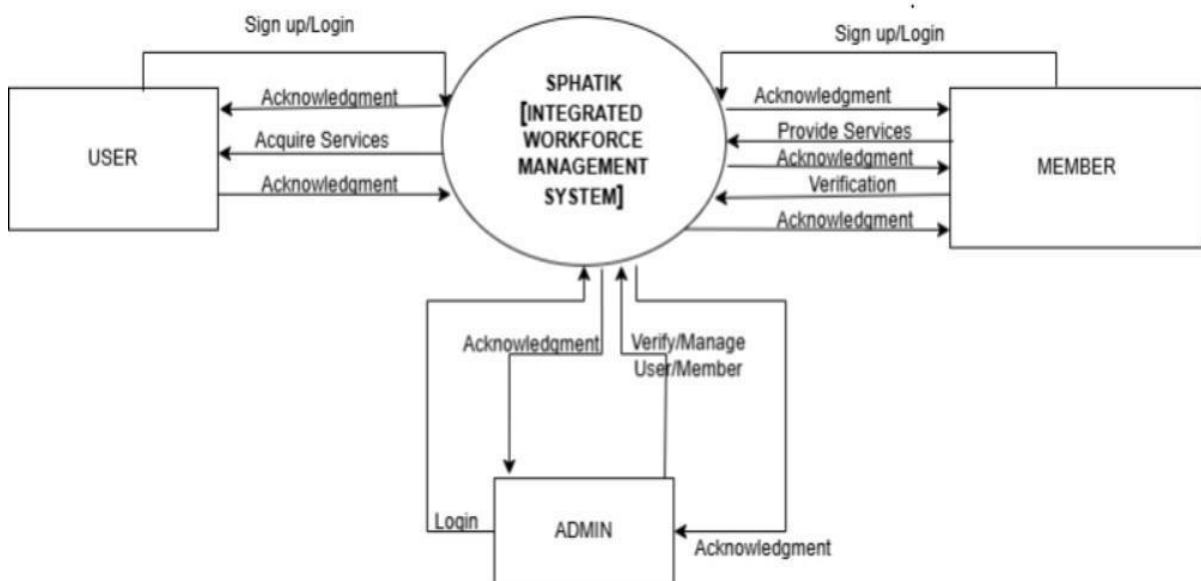 Sign up/Login
Sign up/Login
Acknowledgment
Acquire Services
Acknowledgment
USER
SPHATIK
[INTEGRATED
WORKFORCE
MANAGEMENT
SYSTEM]
Acknowledgment
Provide Services
Acknowledgment
Verification
Acknowledgment
MEMBER
Acknowledgment
Verify/Manage
User/Member
Login
ADMIN
Acknowledgment